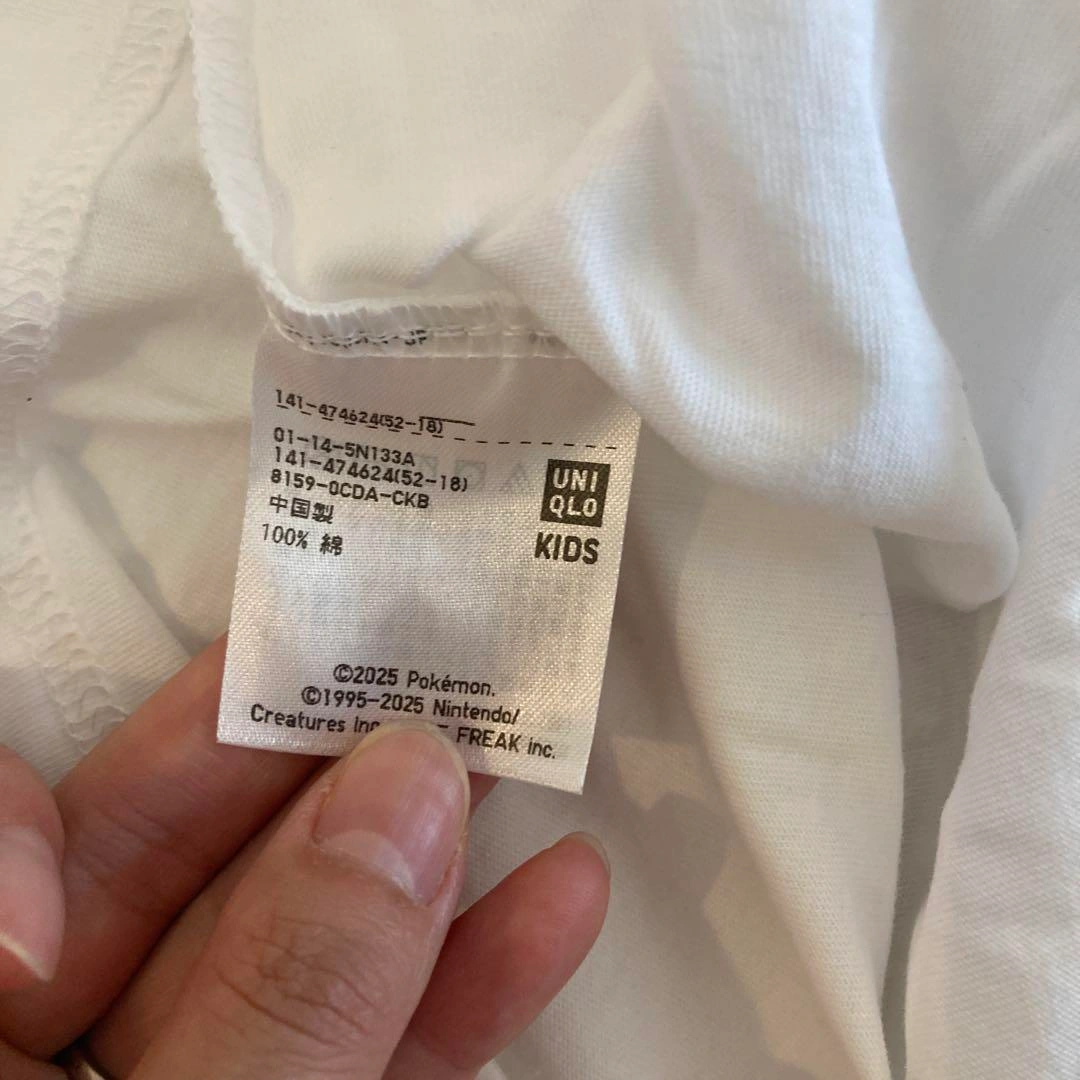 141-474624(52-18)
01-14-5N133A
141-474624(52-18)
8159-0CDA-CKB
中国製
100% 綿
UNI
QLO
KIDS
©2025 Pokémon.
©1995-2025 Nintendo/
Creatures Inc. FREAK inc.